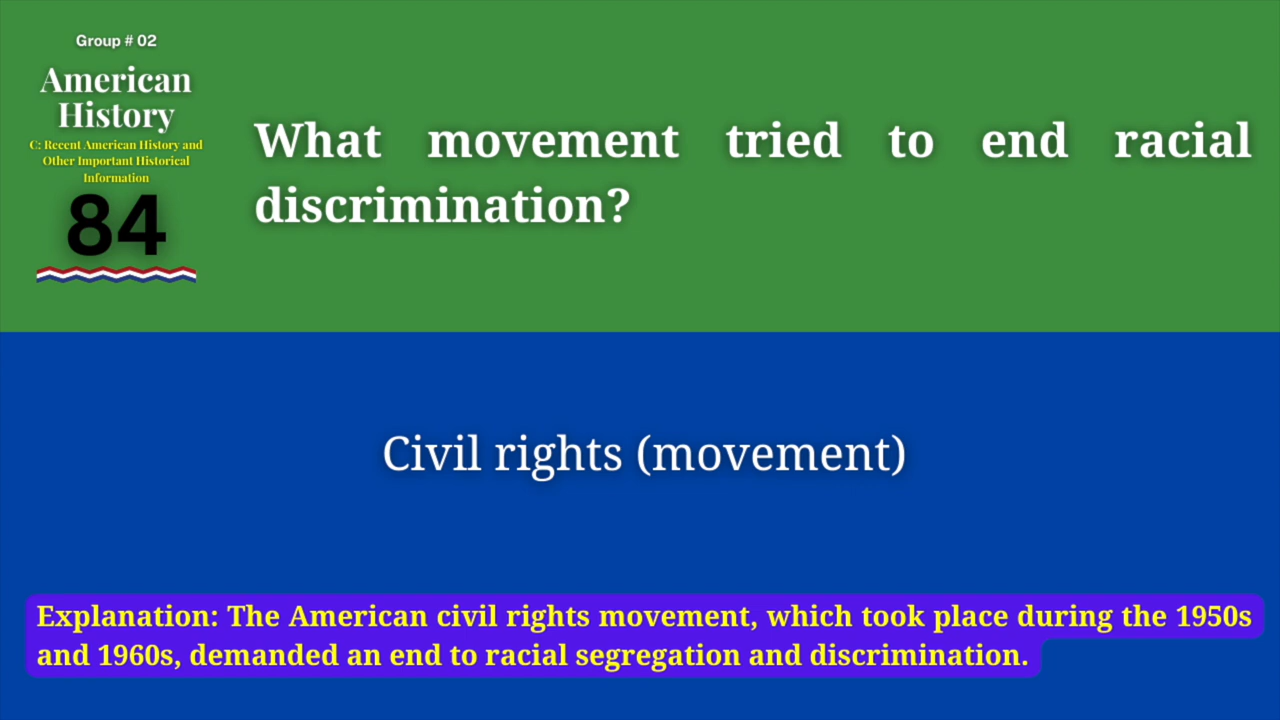 Group # 02
American
History
C: Recent American History and
Other Important Historical
Information
84
What movement tried to end racial
discrimination?
Civil rights (movement)
Explanation: The American civil rights movement, which took place during the 1950s
and 1960s, demanded an end to racial segregation and discrimination.